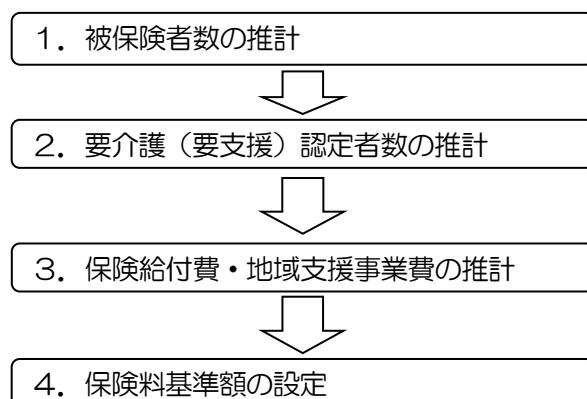 １．被保険者数の推計
２．要介護（要支援）認定者数の推計
３．保険給付費・地域支援事業費の推計
４．保険料基準額の設定